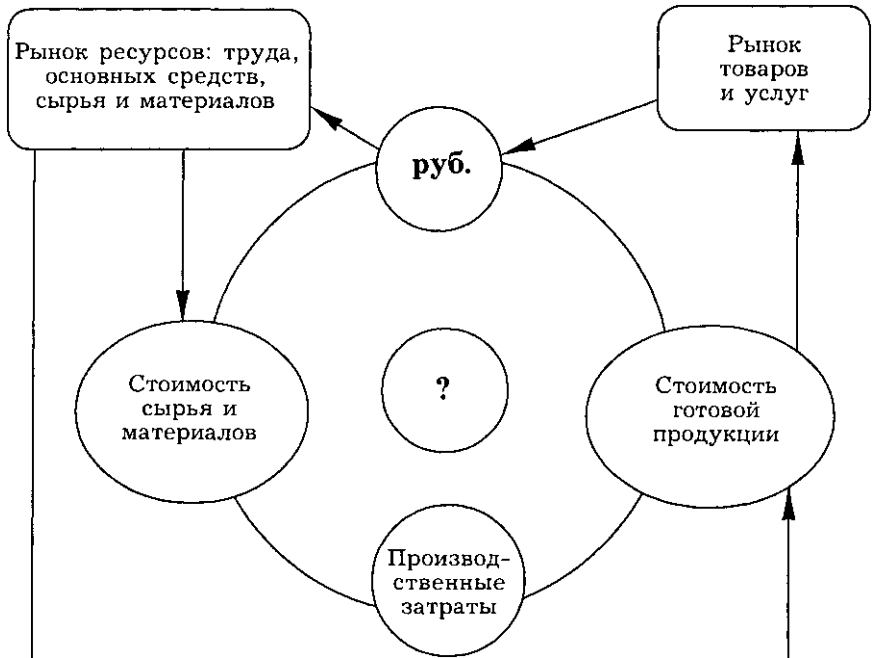 Рынок ресурсов: труда,
основных средств,
сырья и материалов
Рынок
товаров
и услуг
руб.
Стоимость
сырья и
материалов
?
Стоимость
готовой
продукции
Производ-
ственные
затраты